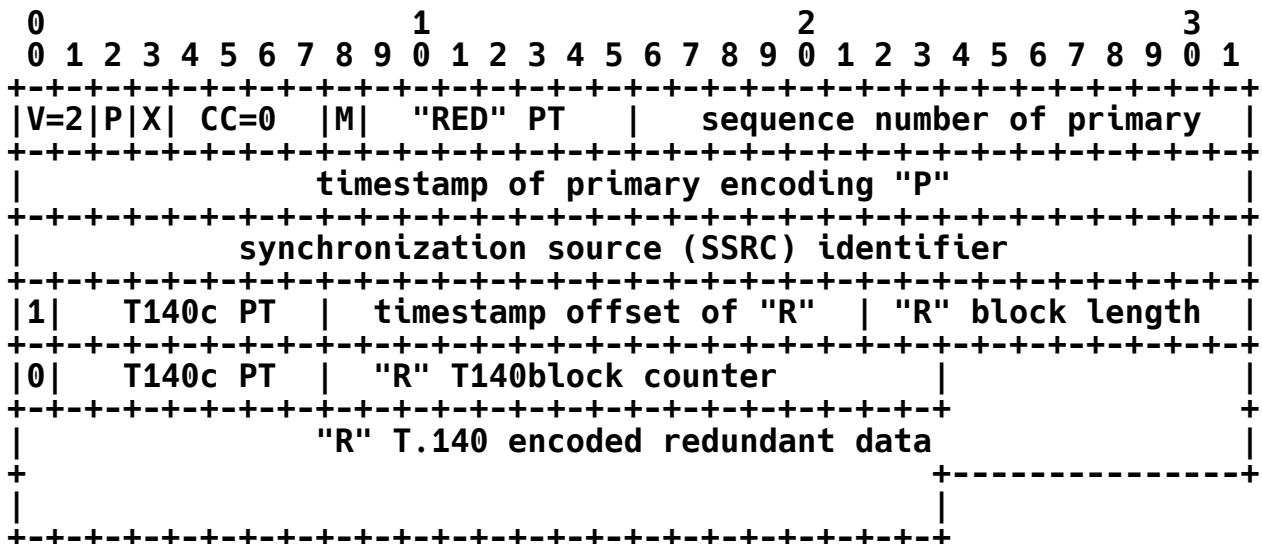 0                   1                   2                   3
 0 1 2 3 4 5 6 7 8 9 0 1 2 3 4 5 6 7 8 9 0 1 2 3 4 5 6 7 8 9 0 1
+-+-+-+-+-+-+-+-+-+-+-+-+-+-+-+-+-+-+-+-+-+-+-+-+-+-+-+-+-+-+-+-+
|V=2|P|X| CC=0  |M|  "RED" PT   |   sequence number of primary  |
+-+-+-+-+-+-+-+-+-+-+-+-+-+-+-+-+-+-+-+-+-+-+-+-+-+-+-+-+-+-+-+-+
|               timestamp of primary encoding "P"               |
+-+-+-+-+-+-+-+-+-+-+-+-+-+-+-+-+-+-+-+-+-+-+-+-+-+-+-+-+-+-+-+-+
|           synchronization source (SSRC) identifier            |
+-+-+-+-+-+-+-+-+-+-+-+-+-+-+-+-+-+-+-+-+-+-+-+-+-+-+-+-+-+-+-+-+
|1|   T140c PT  |  timestamp offset of "R"  | "R" block length  |
+-+-+-+-+-+-+-+-+-+-+-+-+-+-+-+-+-+-+-+-+-+-+-+-+-+-+-+-+-+-+-+-+
|0|   T140c PT  |  "R" T140block counter        |               |
+-+-+-+-+-+-+-+-+-+-+-+-+-+-+-+-+-+-+-+-+-+-+-+-+               +
|               "R" T.140 encoded redundant data                |
+                                               +---------------+
|                                               |
+-+-+-+-+-+-+-+-+-+-+-+-+-+-+-+-+-+-+-+-+-+-+-+-+